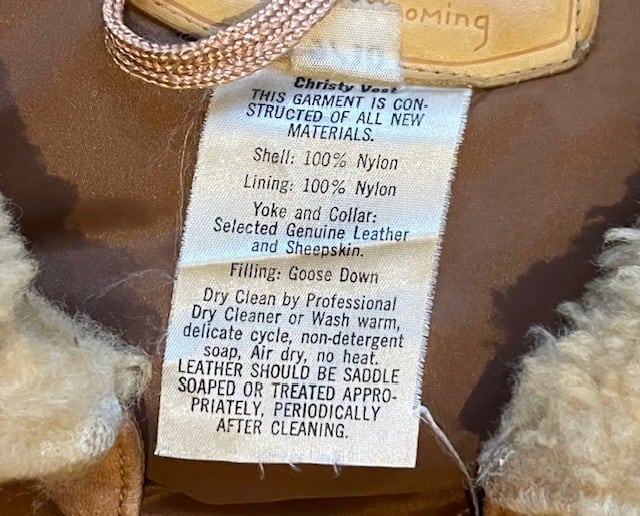 oming
Christy Vest
THIS GARMENT IS CON-
STRUCTED OF ALL NEW
MATERIALS.
Shell: 100% Nylon
Lining: 100% Nylon
Yoke and Collar:
Selected Genuine Leather
and Sheepskin.
Filling: Goose Down
Dry Clean by Professional
Dry Cleaner or Wash warm,
delicate cycle, non-detergent
soap, Air dry, no heat.
LEATHER SHOULD BE SADDLE
SOAPED OR TREATED APPRO-
PRIATELY, PERIODICALLY
AFTER CLEANING.